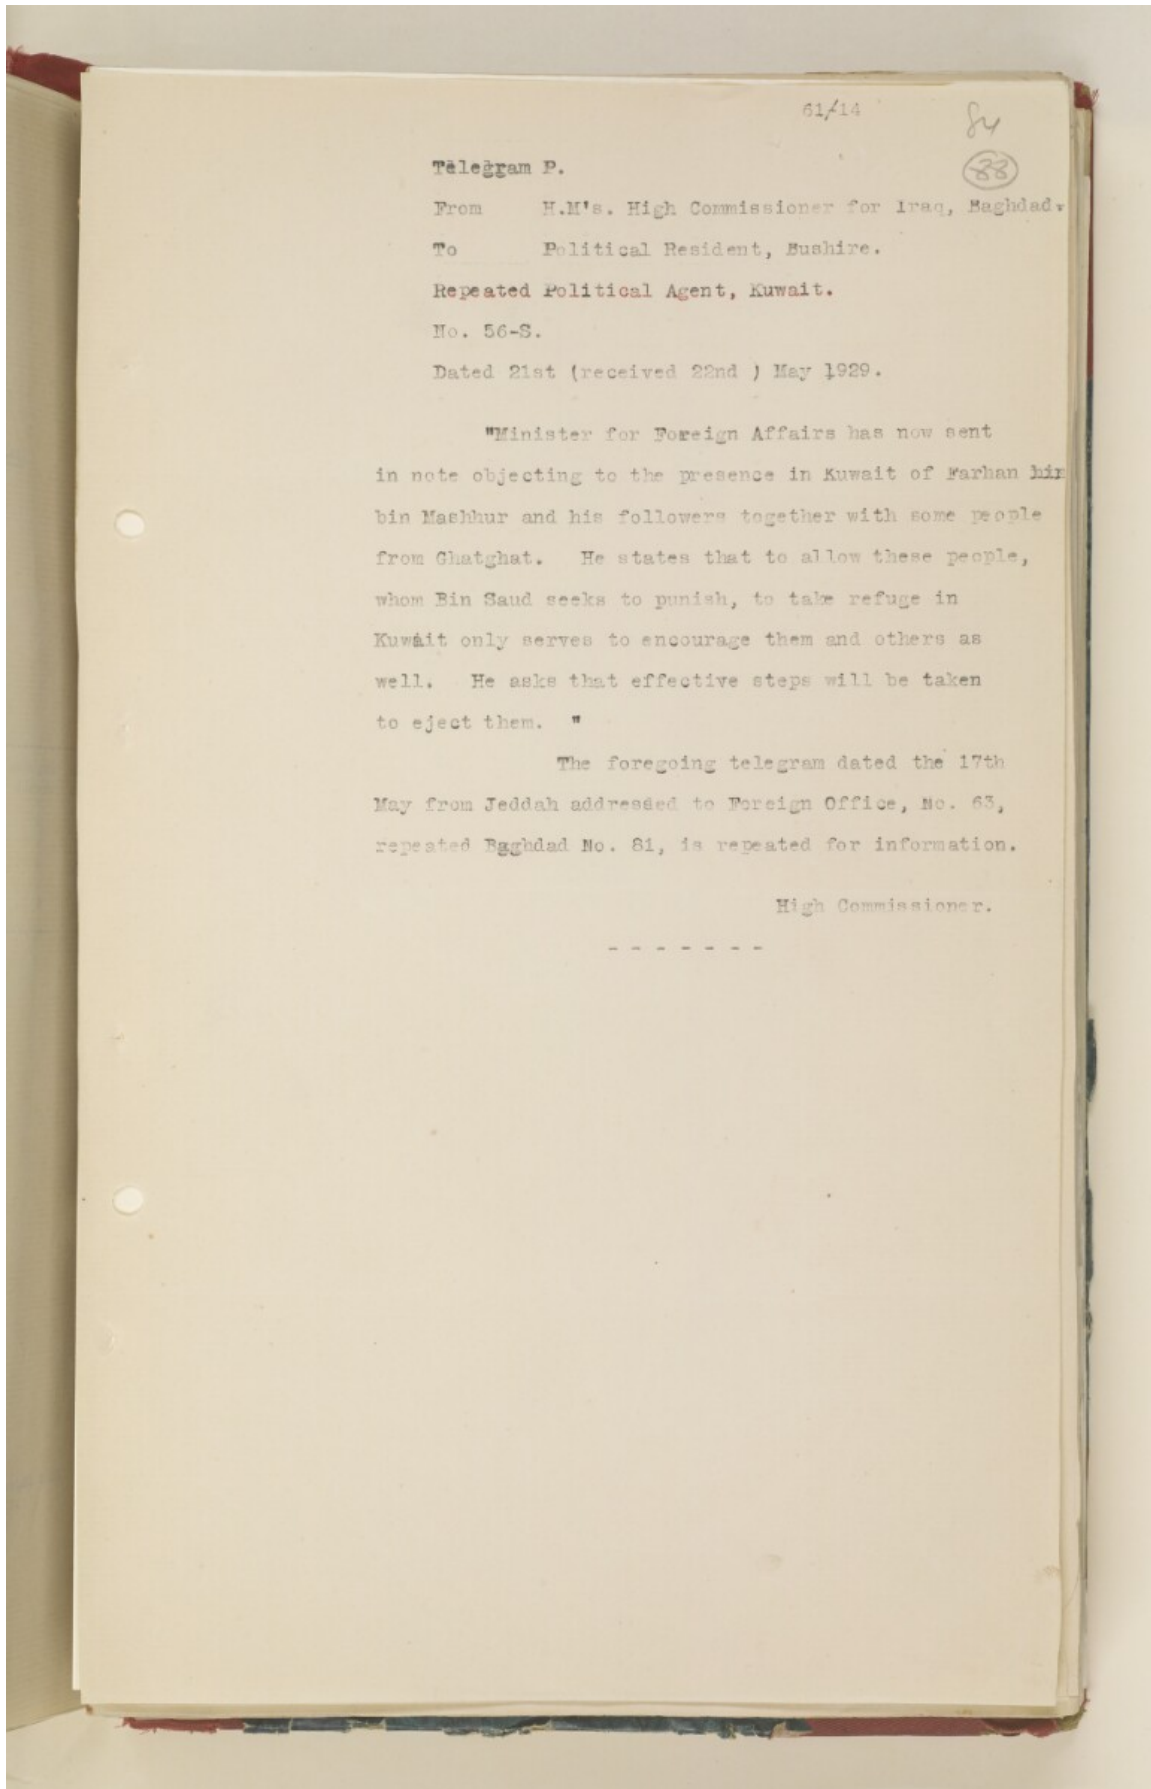 61/14
84
88
Telegram P.
From H.M's. High Commissioner for Iraq, Baghdad.
To Political Resident, Bushire.
Repeated Political Agent, Kuwait.
No. 56-S.
Dated 21st (received 22nd ) May 1929.
"Minister for Foreign Affairs has now sent
in note objecting to the presence in Kuwait of Farhan bin
bin Mashhur and his followers together with some people
from Ghatghat. He states that to allow these people,
whom Bin Saud seeks to punish, to take refuge in
Kuwait only serves to encourage them and others as
well. He asks that effective steps will be taken
to eject them. "
The foregoing telegram dated the 17th
May from Jeddah addressed to Foreign Office, No. 63,
repeated Baghdad No. 81, is repeated for information.
High Commissioner.
- - - - - - -